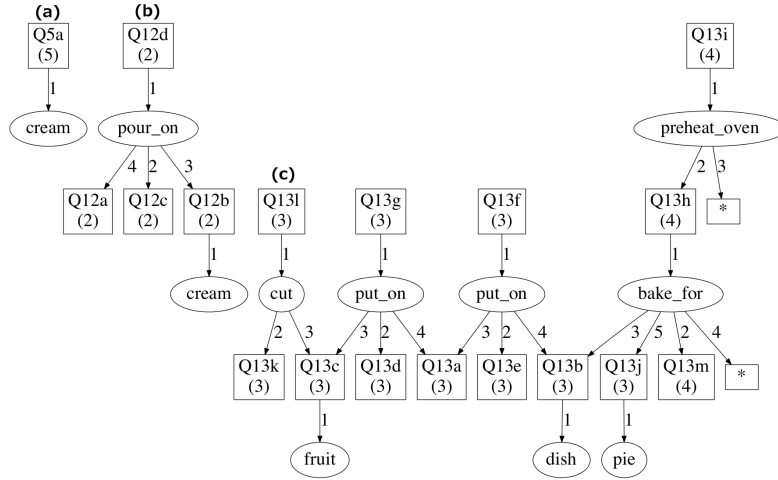 (a) (b)
Q5a Q12d Q13i
(5) (2) (4)
1 1 1
cream pour_on preheat_oven
4 2 3 2 3
(c)
Q12a Q12c Q12b Q13l Q13g Q13f Q13h *
(2) (2) (2) (3) (3) (3) (4)
1 1 1 1 1
cream cut put_on put_on bake_for
2 3 3 2 4 3 2 4 3 5 2 4
Q13k Q13c Q13d Q13a Q13e Q13b Q13j Q13m *
(3) (3) (3) (3) (3) (3) (3) (4)
1 1 1
fruit dish pie